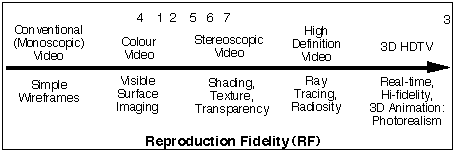 4 1 2 5 6 7 3
Conventional
(Monoscopic)
Video
Colour
Video
Stereoscopic
Video
High
Definition
Video
3D HDTV
Simple
Wireframes
Visible
Surface
Imaging
Shading,
Texture,
Transparency
Ray
Tracing,
Radiosity
Real-time,
Hi-fidelity,
3D Animation:
Photorealism
Reproduction Fidelity (RF)